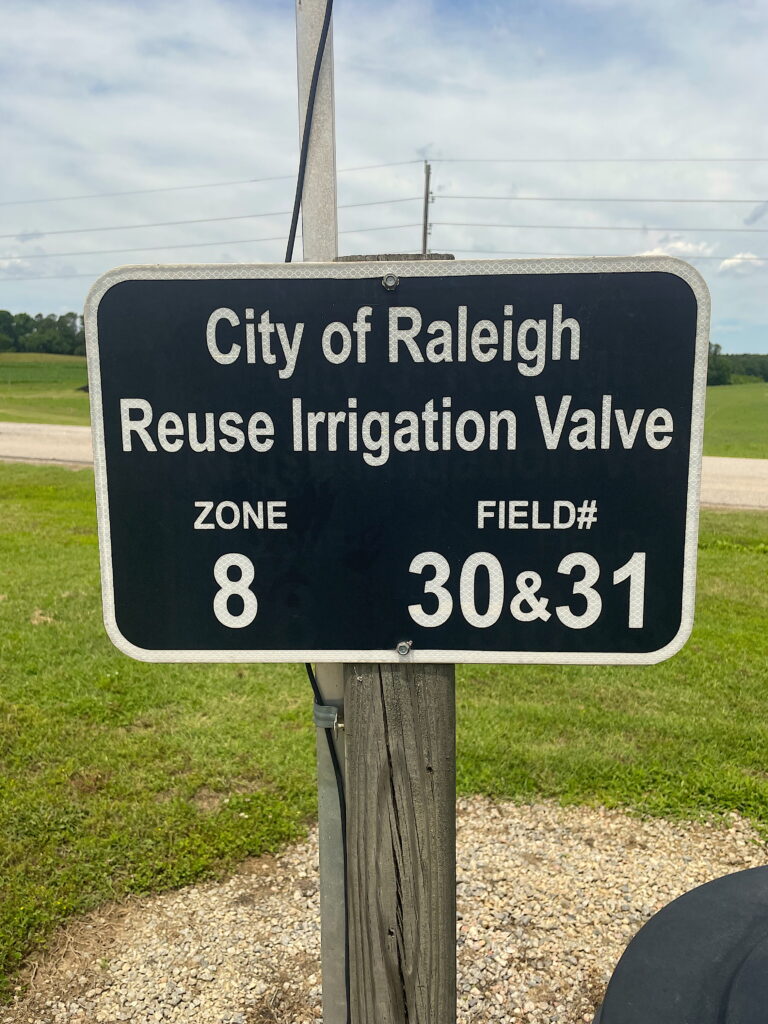 City of Raleigh
Reuse Irrigation Valve
ZONE FIELD#
8 30&31